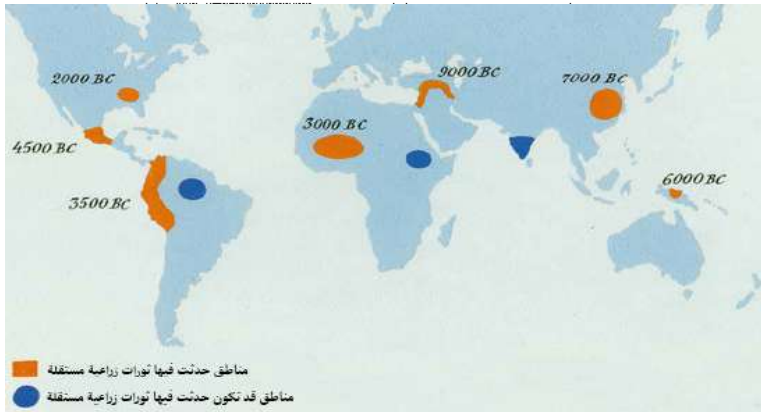 2000 BC
9000 BC
7000 BC
3000 BC
4500 BC
6000 BC
3500 BC
مناطق حدثت فيها ثورات زراعية مستقلة
مناطق قد تكون حدثت فيها ثورات زراعية مستقلة